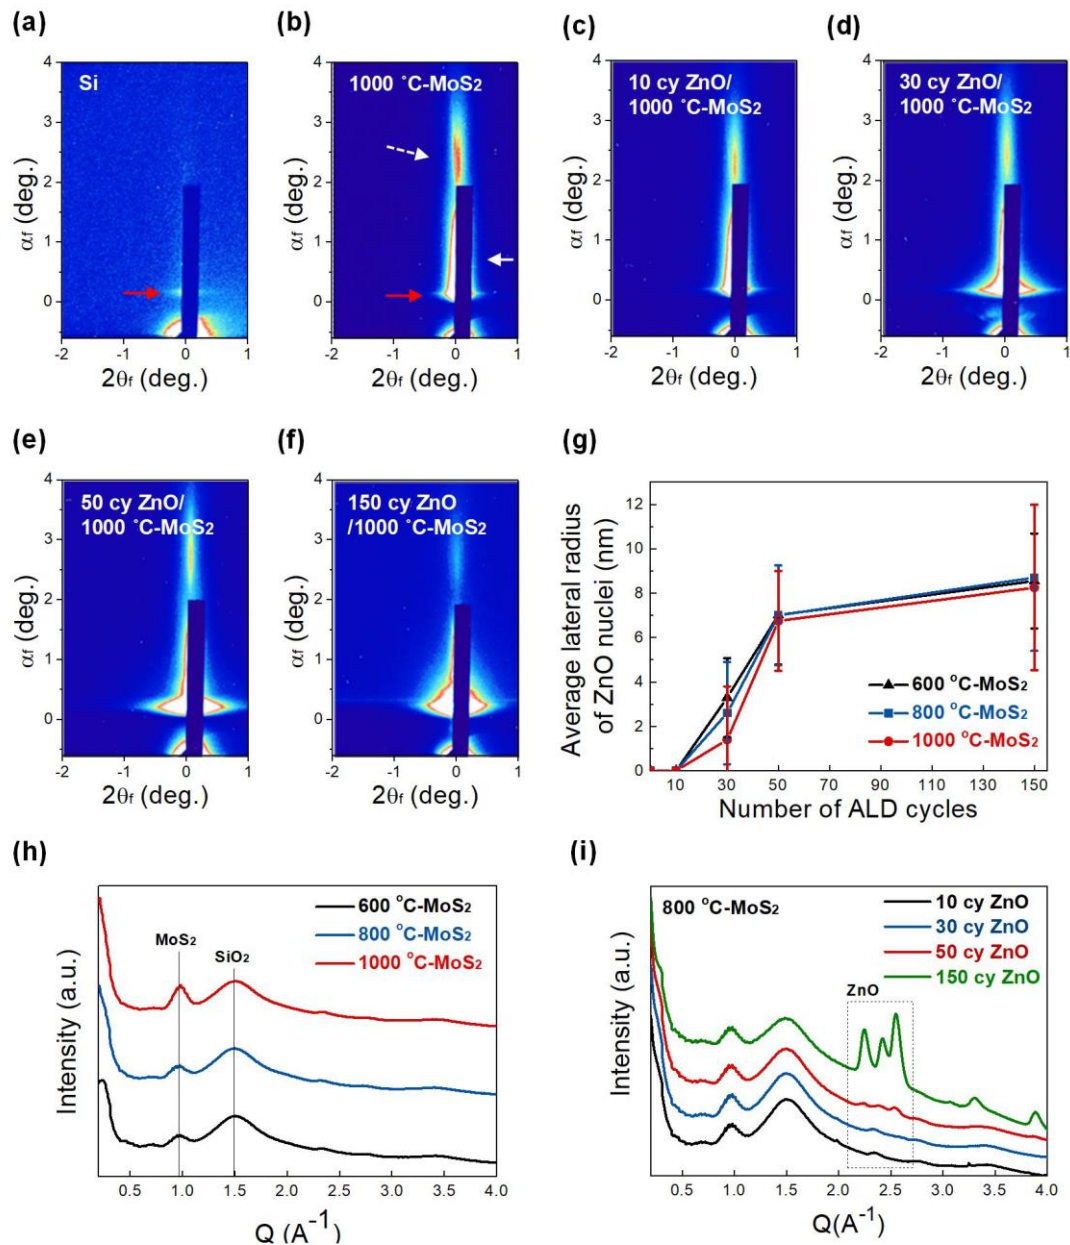 (a)
Si
αf (deg.)
4
3
2
1
0
-2 -1 0 1
2θf (deg.)
(b)
1000 ˚C-MoS2
αf (deg.)
4
3
2
1
0
-2 -1 0 1
2θf (deg.)
(c)
10 cy ZnO/
1000 ˚C-MoS2
αf (deg.)
4
3
2
1
0
-2 -1 0 1
2θf (deg.)
(d)
30 cy ZnO/
1000 ˚C-MoS2
αf (deg.)
4
3
2
1
0
-2 -1 0 1
2θf (deg.)
(e)
50 cy ZnO/
1000 ˚C-MoS2
αf (deg.)
4
3
2
1
0
-2 -1 0 1
2θf (deg.)
(f)
150 cy ZnO
/1000 ˚C-MoS2
αf (deg.)
4
3
2
1
0
-2 -1 0 1
2θf (deg.)
(g)
Average lateral radius
of ZnO nuclei (nm)
12
10
8
6
4
2
0
600 °C-MoS2
800 °C-MoS2
1000 °C-MoS2
10 30 50 70 90 110 130 150
Number of ALD cycles
(h)
Intensity (a.u.)
MoS2
SiO2
600 °C-MoS2
800 °C-MoS2
1000 °C-MoS2
0.5 1.0 1.5 2.0 2.5 3.0 3.5 4.0
Q (A-1)
(i)
Intensity (a.u.)
800 °C-MoS2
10 cy ZnO
30 cy ZnO
50 cy ZnO
150 cy ZnO
ZnO
0.5 1.0 1.5 2.0 2.5 3.0 3.5 4.0
Q(A-1)